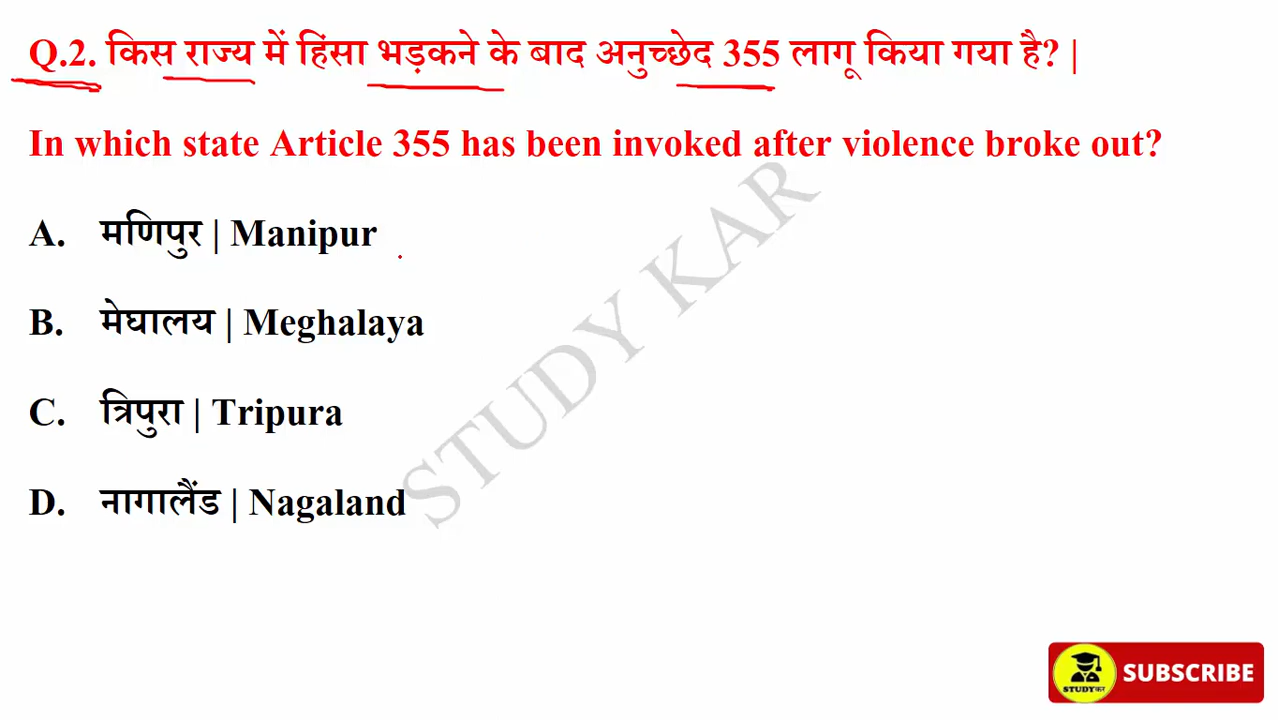 Q.2. किस राज्य में हिंसा भड़कने के बाद अनुच्छेद 355 लागू किया गया है? |
In which state Article 355 has been invoked after violence broke out?
A. मणिपुर | Manipur
B. मेघालय | Meghalaya
C. त्रिपुरा | Tripura
D. नागालैंड | Nagaland
STUDY KAR
STUDYकर
SUBSCRIBE